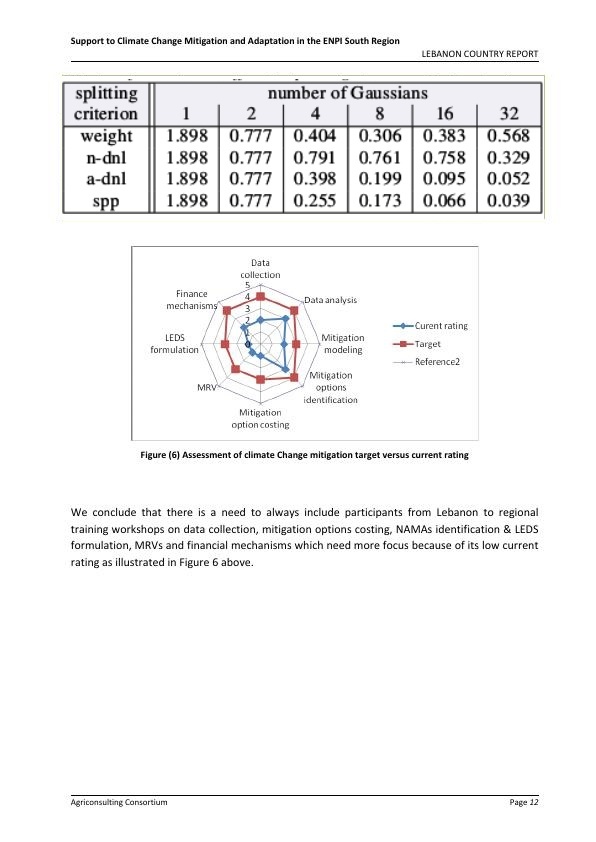 Support to Climate Change Mitigation and Adaptation in the ENPI South Region
LEBANON COUNTRY REPORT
splitting number of Gaussians
criterion 1 2 4 8 16 32
weight 1.898 0.777 0.404 0.306 0.383 0.568
n-dnl 1.898 0.777 0.791 0.761 0.758 0.329
a-dnl 1.898 0.777 0.398 0.199 0.095 0.052
spp 1.898 0.777 0.255 0.173 0.066 0.039
Data
collection
5
4
3
2
1
0
Data analysis
Mitigation
modeling
Mitigation
options
identification
Mitigation
option costing
MRV
LEDS
formulation
Finance
mechanisms
Curent rating
Target
Reference2
Figure (6) Assessment of climate Change mitigation target versus current rating
We conclude that there is a need to always include participants from Lebanon to regional
training workshops on data collection, mitigation options costing, NAMAs identification & LEDS
formulation, MRVs and financial mechanisms which need more focus because of its low current
rating as illustrated in Figure 6 above.
Agriconsulting Consortium
Page 12